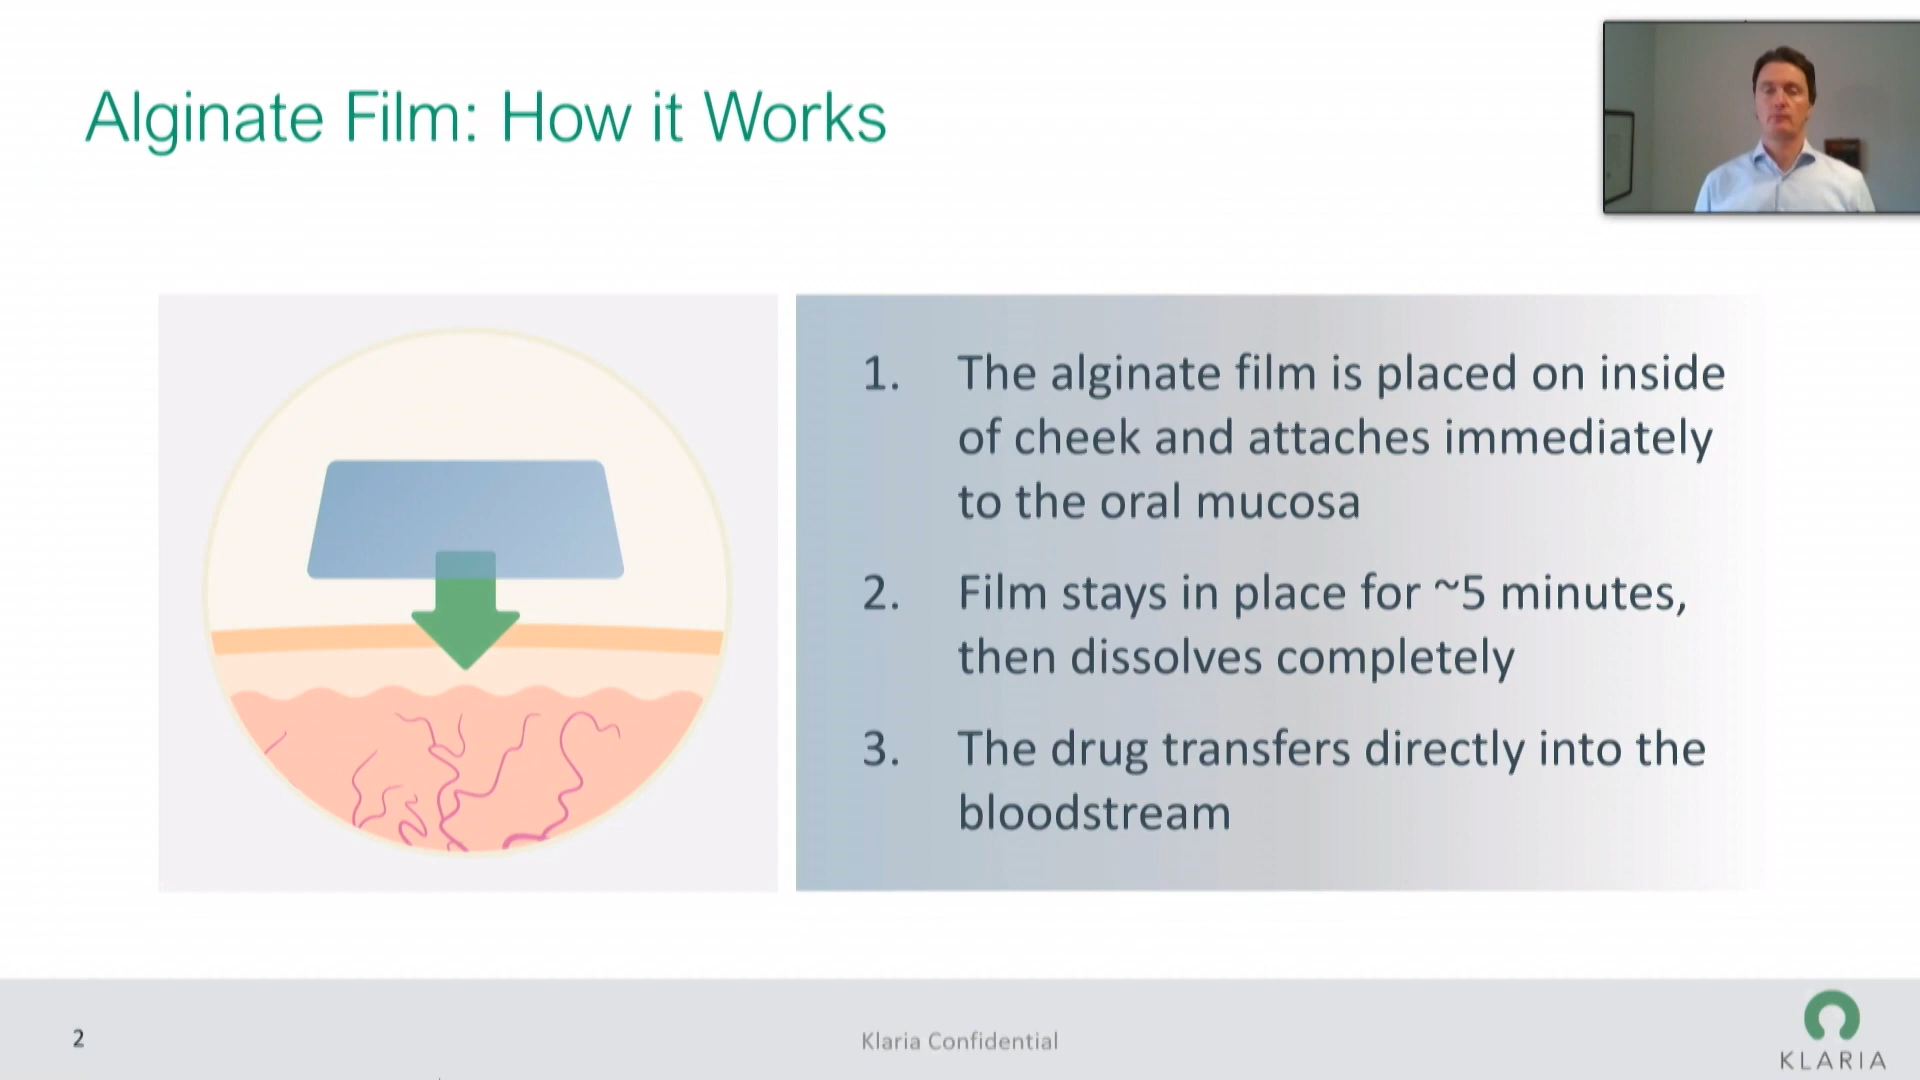 Alginate Film: How it Works
1. The alginate film is placed on inside
of cheek and attaches immediately
to the oral mucosa
2. Film stays in place for ~5 minutes,
then dissolves completely
3. The drug transfers directly into the
bloodstream
2
Klaria Confidential
KLARIA